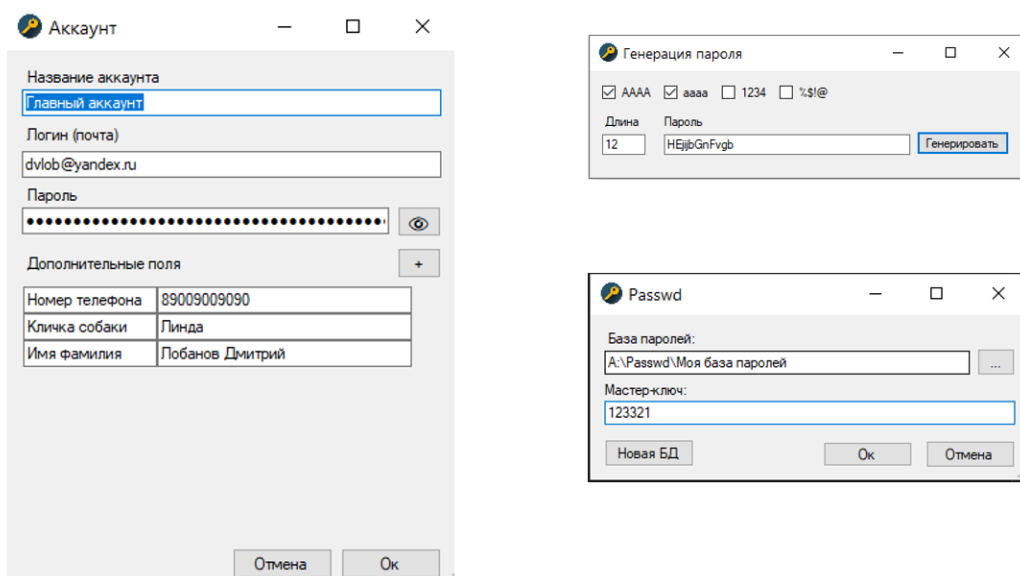 Аккаунт
Название аккаунта
Главный аккаунт
Логин (почта)
dvlob@yandex.ru
Пароль
Дополнительные поля
+
Номер телефона 89009009090
Кличка собаки Линда
Имя фамилия Лобанов Дмитрий
Отмена Ок
Генерация пароля
AAAA aaaa 1234 %$!@
Длина Пароль
12 HEjijbGnFvgb Генерировать
Passwd
База паролей:
A:\Passwd\Моя база паролей ...
Мастер-ключ:
123321
Новая БД Ок Отмена